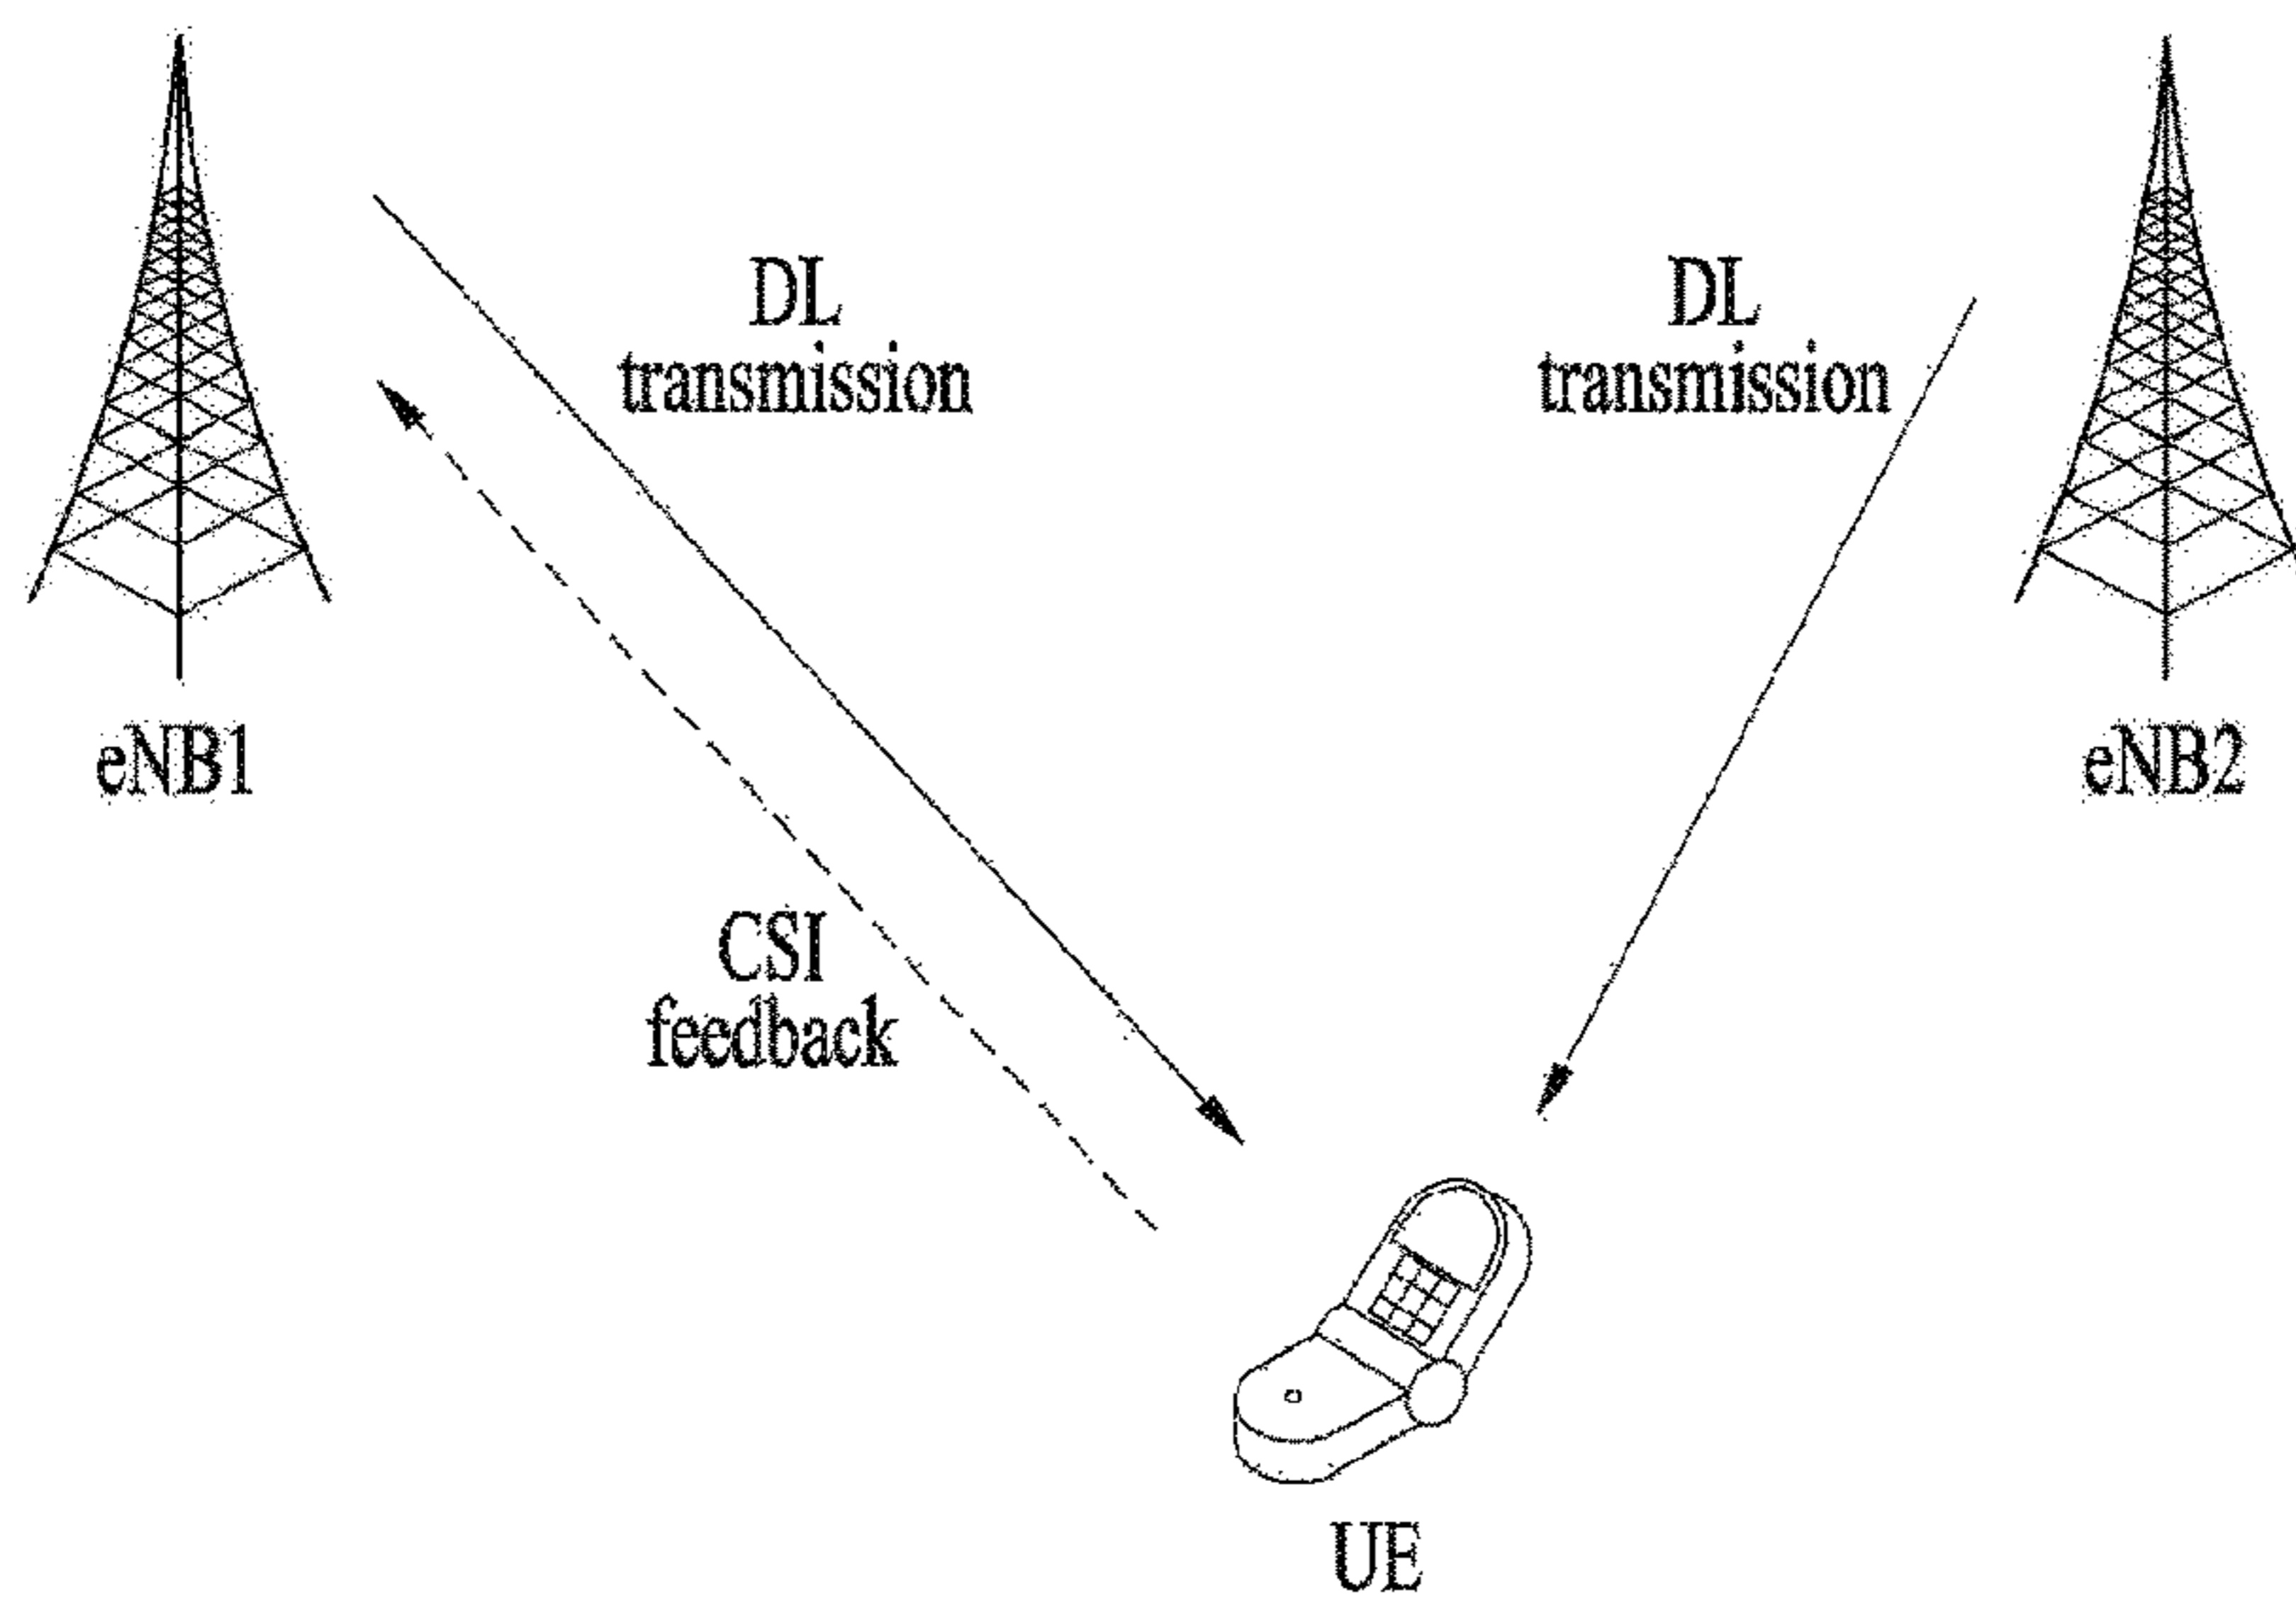 DL
transmission
DL
transmission
eNB1
eNB2
CSI
feedback
UE